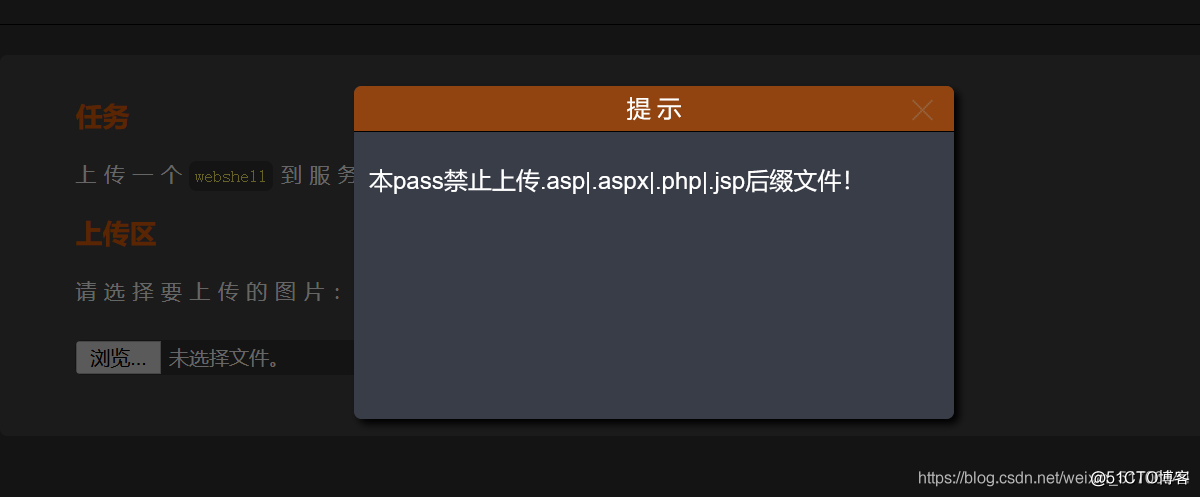 提示
本pass禁止上传.asp|.aspx|.php|.jsp后缀文件！
任务
上传一个 webshell 到服务
上传区
请选择要上传的图片：
浏览... 未选择文件。
https://blog.csdn.net/weixin_
@51CTO博客